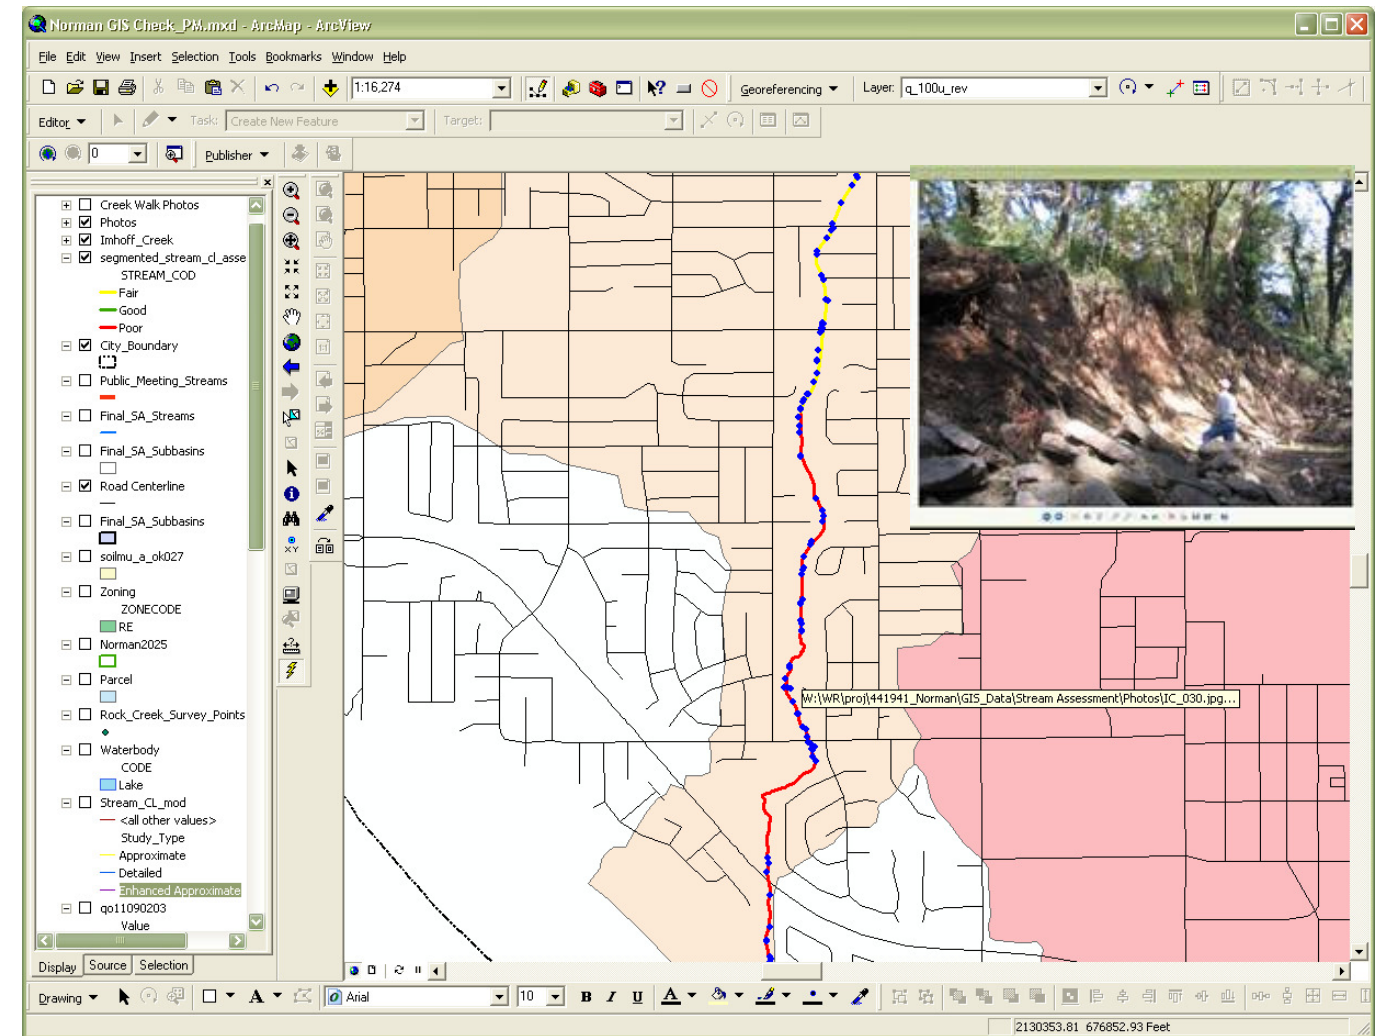 Norman GIS Check_PM.mxd - ArcMap - ArcView
File Edit View Insert Selection Tools Bookmarks Window Help
1:16,274 Georeferencing Layer: q_100u_rev
Editor Task: Create New Feature Target:
0 Publisher
Creek Walk Photos
Photos
Imhoff_Creek
segmented_stream_cl_asse
STREAM_COD
Fair
Good
Poor
City_Boundary
Public_Meeting_Streams
Final_SA_Streams
Final_SA_Subbasins
Road Centerline
Final_SA_Subbasins
soilmu_a_ok027
Zoning
ZONECODE
RE
Norman2025
Parcel
Rock_Creek_Survey_Points
Waterbody
CODE
Lake
Stream_CL_mod
<all other values>
Study_Type
Approximate
Detailed
Enhanced Approximate
qo11090203
Value
Display Source Selection
W:\WR\proj\441941_Norman\GIS_Data\Stream Assessment\Photos\IC_030.jpg...
Drawing A Arial 10 B I U A
2130353.81 676852.93 Feet